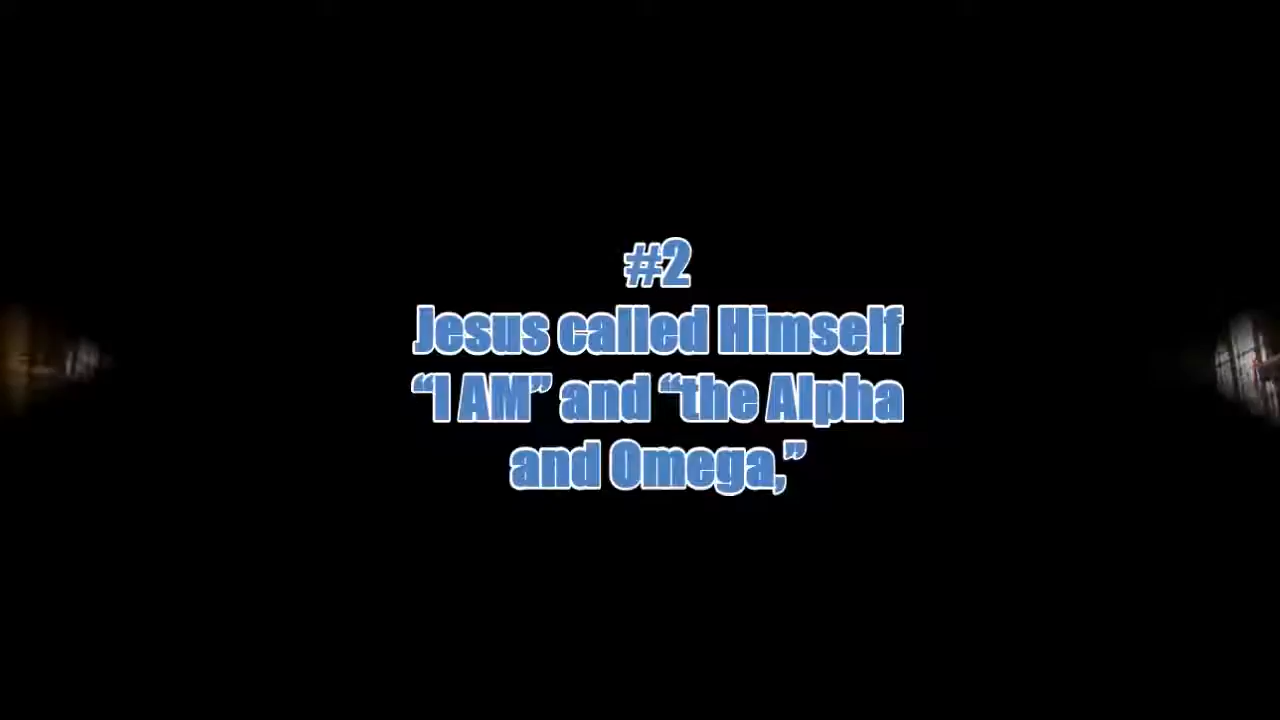 #2
Jesus called Himself
“I AM” and “the Alpha
and Omega,”